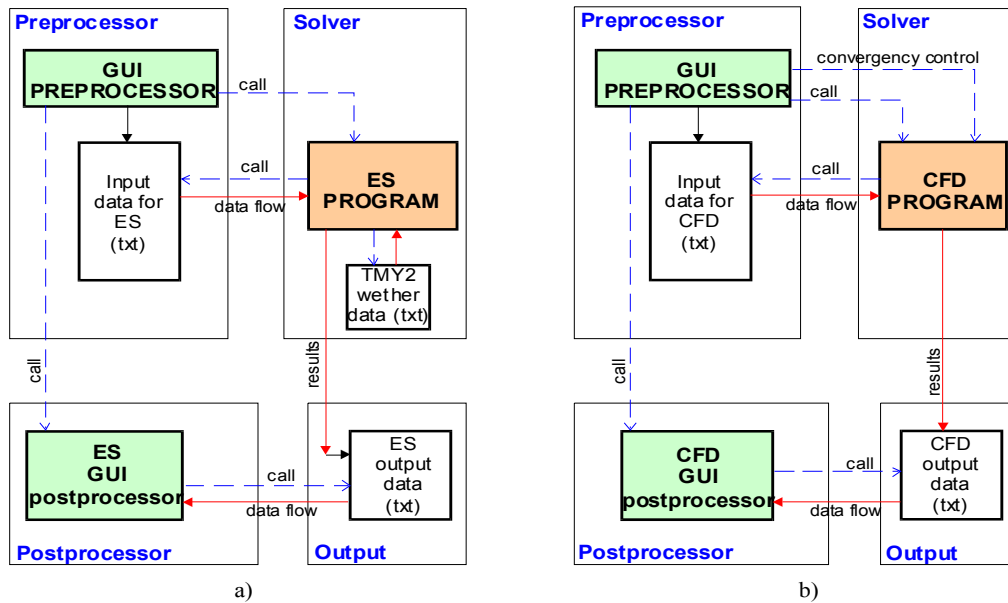 Preprocessor
Solver
GUI
PREPROCESSOR
call
Input
data for
ES
(txt)
call
data flow
ES
PROGRAM
TMY2
wether
data (txt)
call
results
ES
GUI
postprocessor
call
data flow
ES
output
data
(txt)
Postprocessor
Output
a)
Preprocessor
Solver
GUI
PREPROCESSOR
convergency control
call
Input
data for
CFD
(txt)
call
data flow
CFD
PROGRAM
call
results
CFD
GUI
postprocessor
call
data flow
CFD
output
data
(txt)
Postprocessor
Output
b)